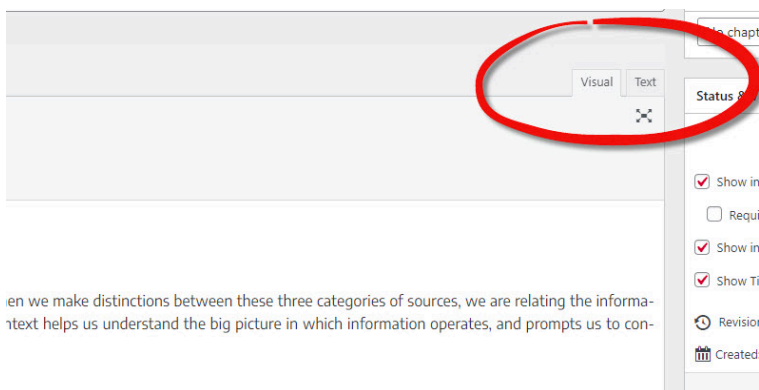 No chapt
Visual Text
Status &
Show in
Requi
Show in
Show Ti
Revision
Created:
en we make distinctions between these three categories of sources, we are relating the informa-
ntext helps us understand the big picture in which information operates, and prompts us to con-